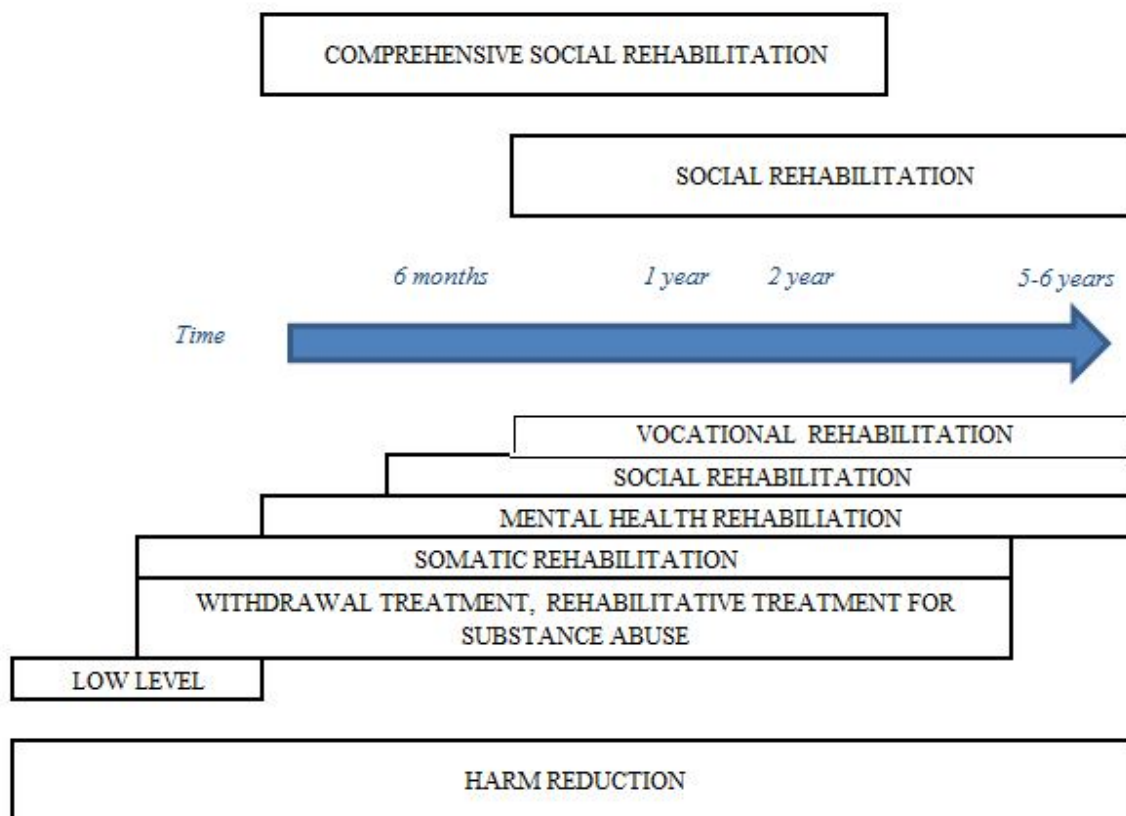 COMPREHENSIVE SOCIAL REHABILITATION
SOCIAL REHABILITATION
6 months 1 year 2 year 5-6 years
Time
VOCATIONAL REHABILITATION
SOCIAL REHABILITATION
MENTAL HEALTH REHABILIATION
SOMATIC REHABILITATION
WITHDRAWAL TREATMENT, REHABILITATIVE TREATMENT FOR
SUBSTANCE ABUSE
LOW LEVEL
HARM REDUCTION